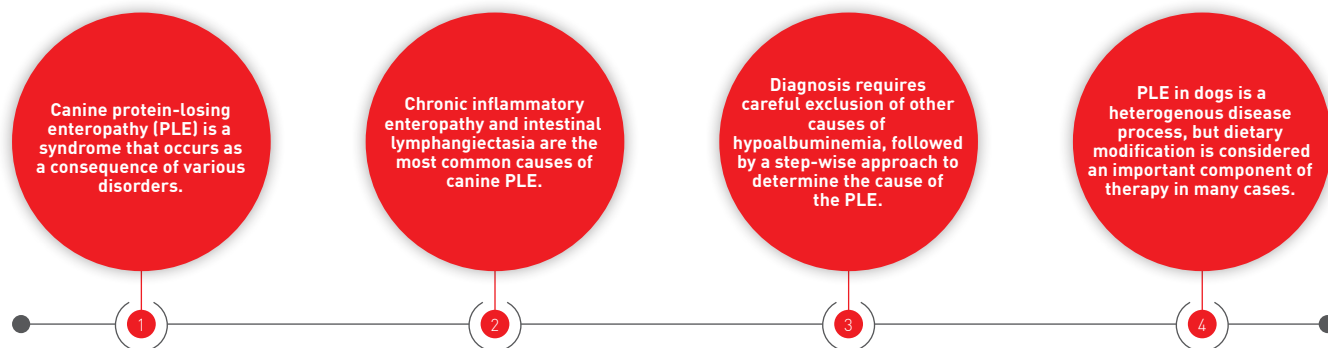 Canine protein-losing
enteropathy (PLE) is a
syndrome that occurs as
a consequence of various
disorders.
Chronic inflammatory
enteropathy and intestinal
lymphangiectasia are the
most common causes of
canine PLE.
Diagnosis requires
careful exclusion of other
causes of
hypoalbuminemia, followed
by a step-wise approach to
determine the cause of
the PLE.
PLE in dogs is a
heterogenous disease
process, but dietary
modification is considered
an important component of
therapy in many cases.
1
2
3
4